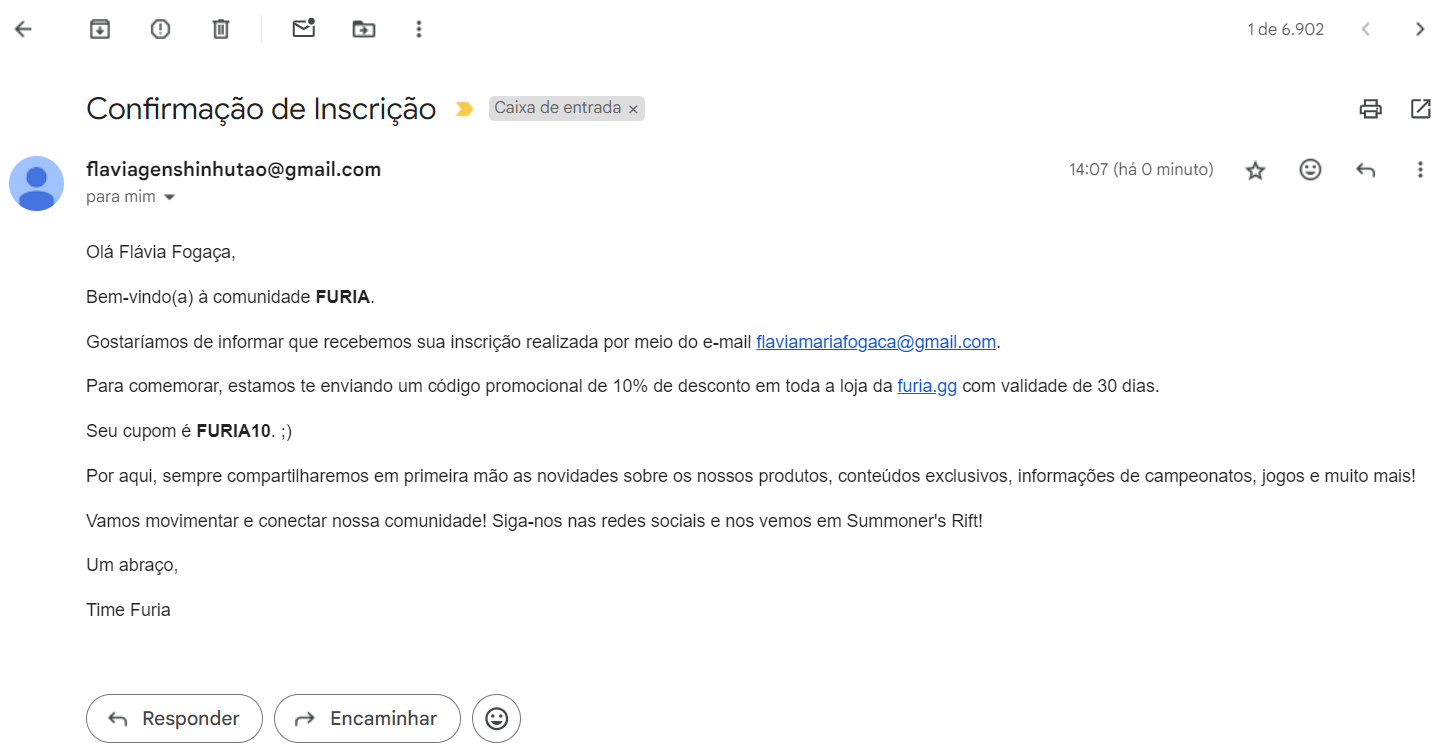 1 de 6.902
Confirmação de Inscrição
Caixa de entrada ×
flaviagenshinhutao@gmail.com
14:07 (há 0 minuto)
para mim
Olá Flávia Fogaça,
Bem-vindo(a) à comunidade FURIA.
Gostaríamos de informar que recebemos sua inscrição realizada por meio do e-mail flaviamariafogaca@gmail.com.
Para comemorar, estamos te enviando um código promocional de 10% de desconto em toda a loja da furia.gg com validade de 30 dias.
Seu cupom é FURIA10. ;)
Por aqui, sempre compartilharemos em primeira mão as novidades sobre os nossos produtos, conteúdos exclusivos, informações de campeonatos, jogos e muito mais!
Vamos movimentar e conectar nossa comunidade! Siga-nos nas redes sociais e nos vemos em Summoner's Rift!
Um abraço,
Time Furia
Responder
Encaminhar